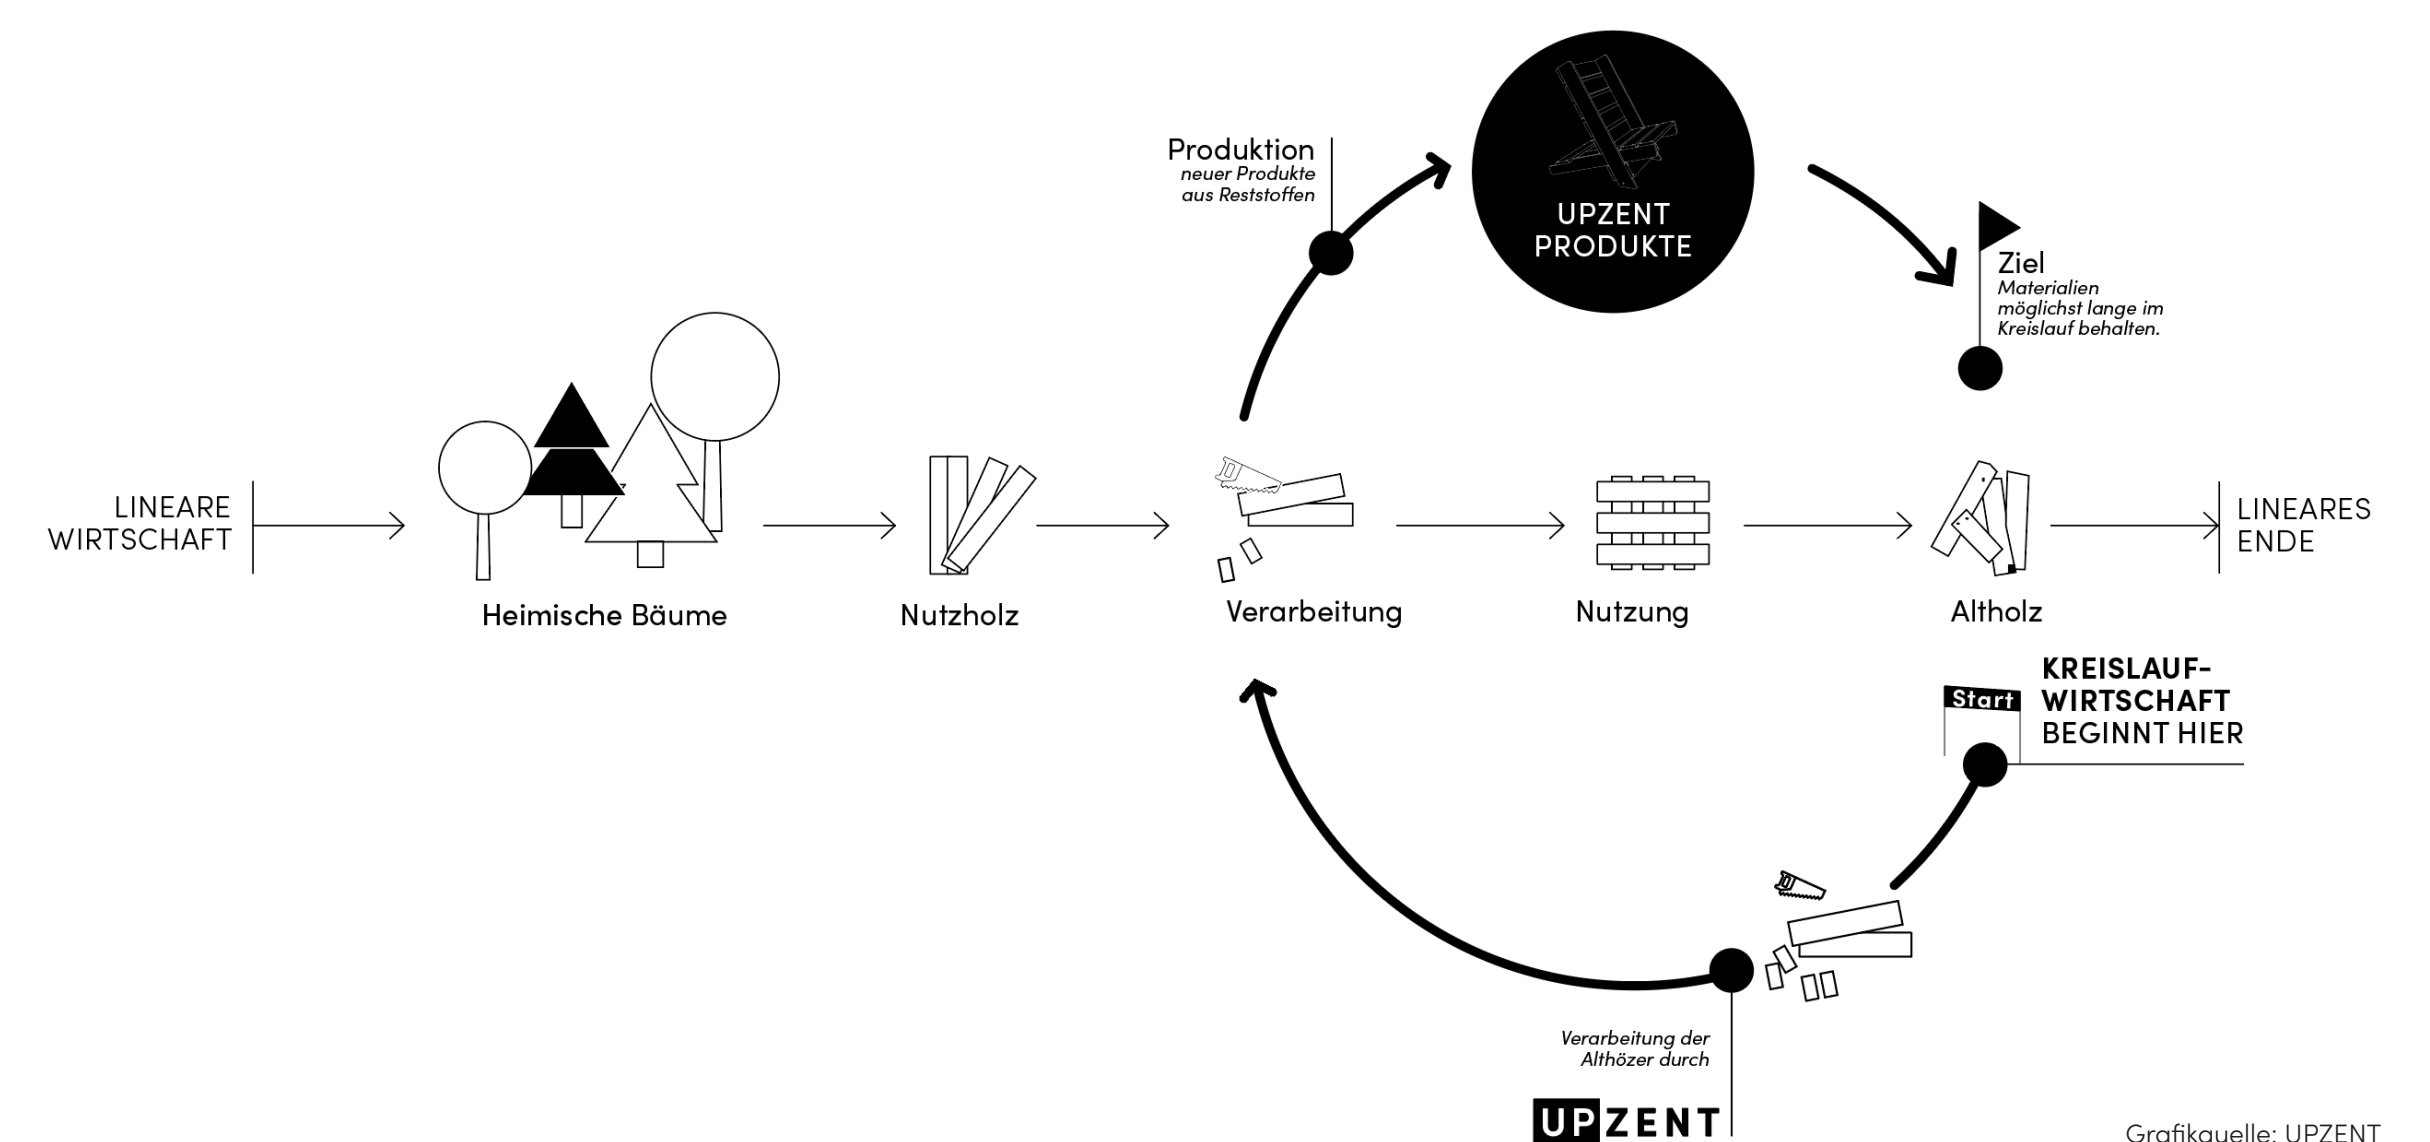 Produktion
neuer Produkte
aus Reststoffen
UPZENT
PRODUKTE
Ziel
Materialien
möglichst lange im
Kreislauf behalten.
LINEARE
WIRTSCHAFT
Heimische Bäume
Nutzholz
Verarbeitung
Nutzung
Altholz
LINEARES
ENDE
Start
KREISLAUF-
WIRTSCHAFT
BEGINNT HIER
Verarbeitung der
Althözer durch
UPZENT
Grafikquelle: UPZENT